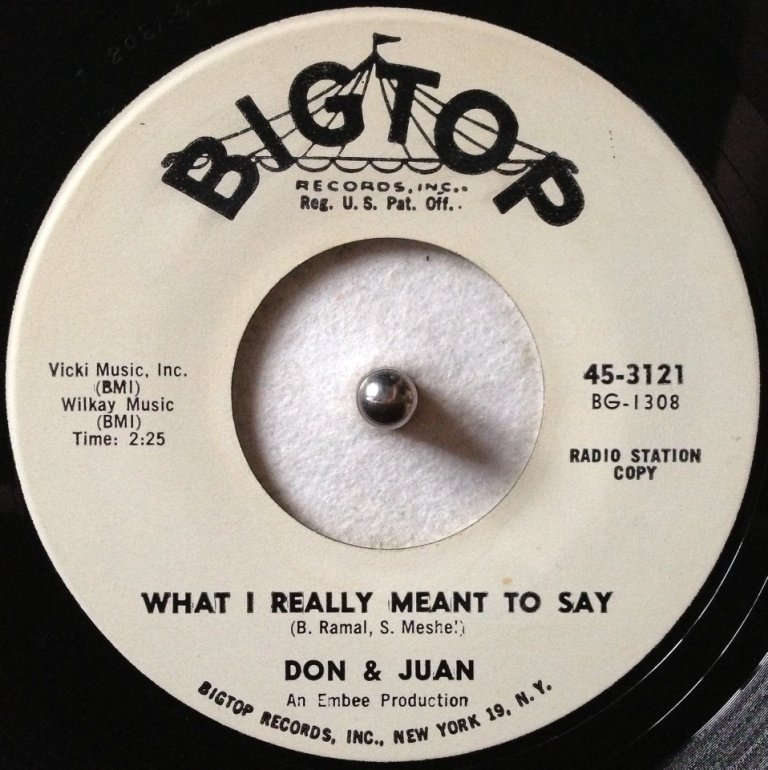 BIGTOP
RECORDS, INC.
Reg. U.S. Pat. Off.
Vicki Music, Inc.
(BMI)
Wilkay Music
(BMI)
Time: 2:25
45-3121
BG-1308
RADIO STATION
COPY
WHAT I REALLY MEANT TO SAY
(B. Ramal, S. Meshel)
DON & JUAN
An Embee Production
BIGTOP RECORDS, INC., NEW YORK 19, N.Y.